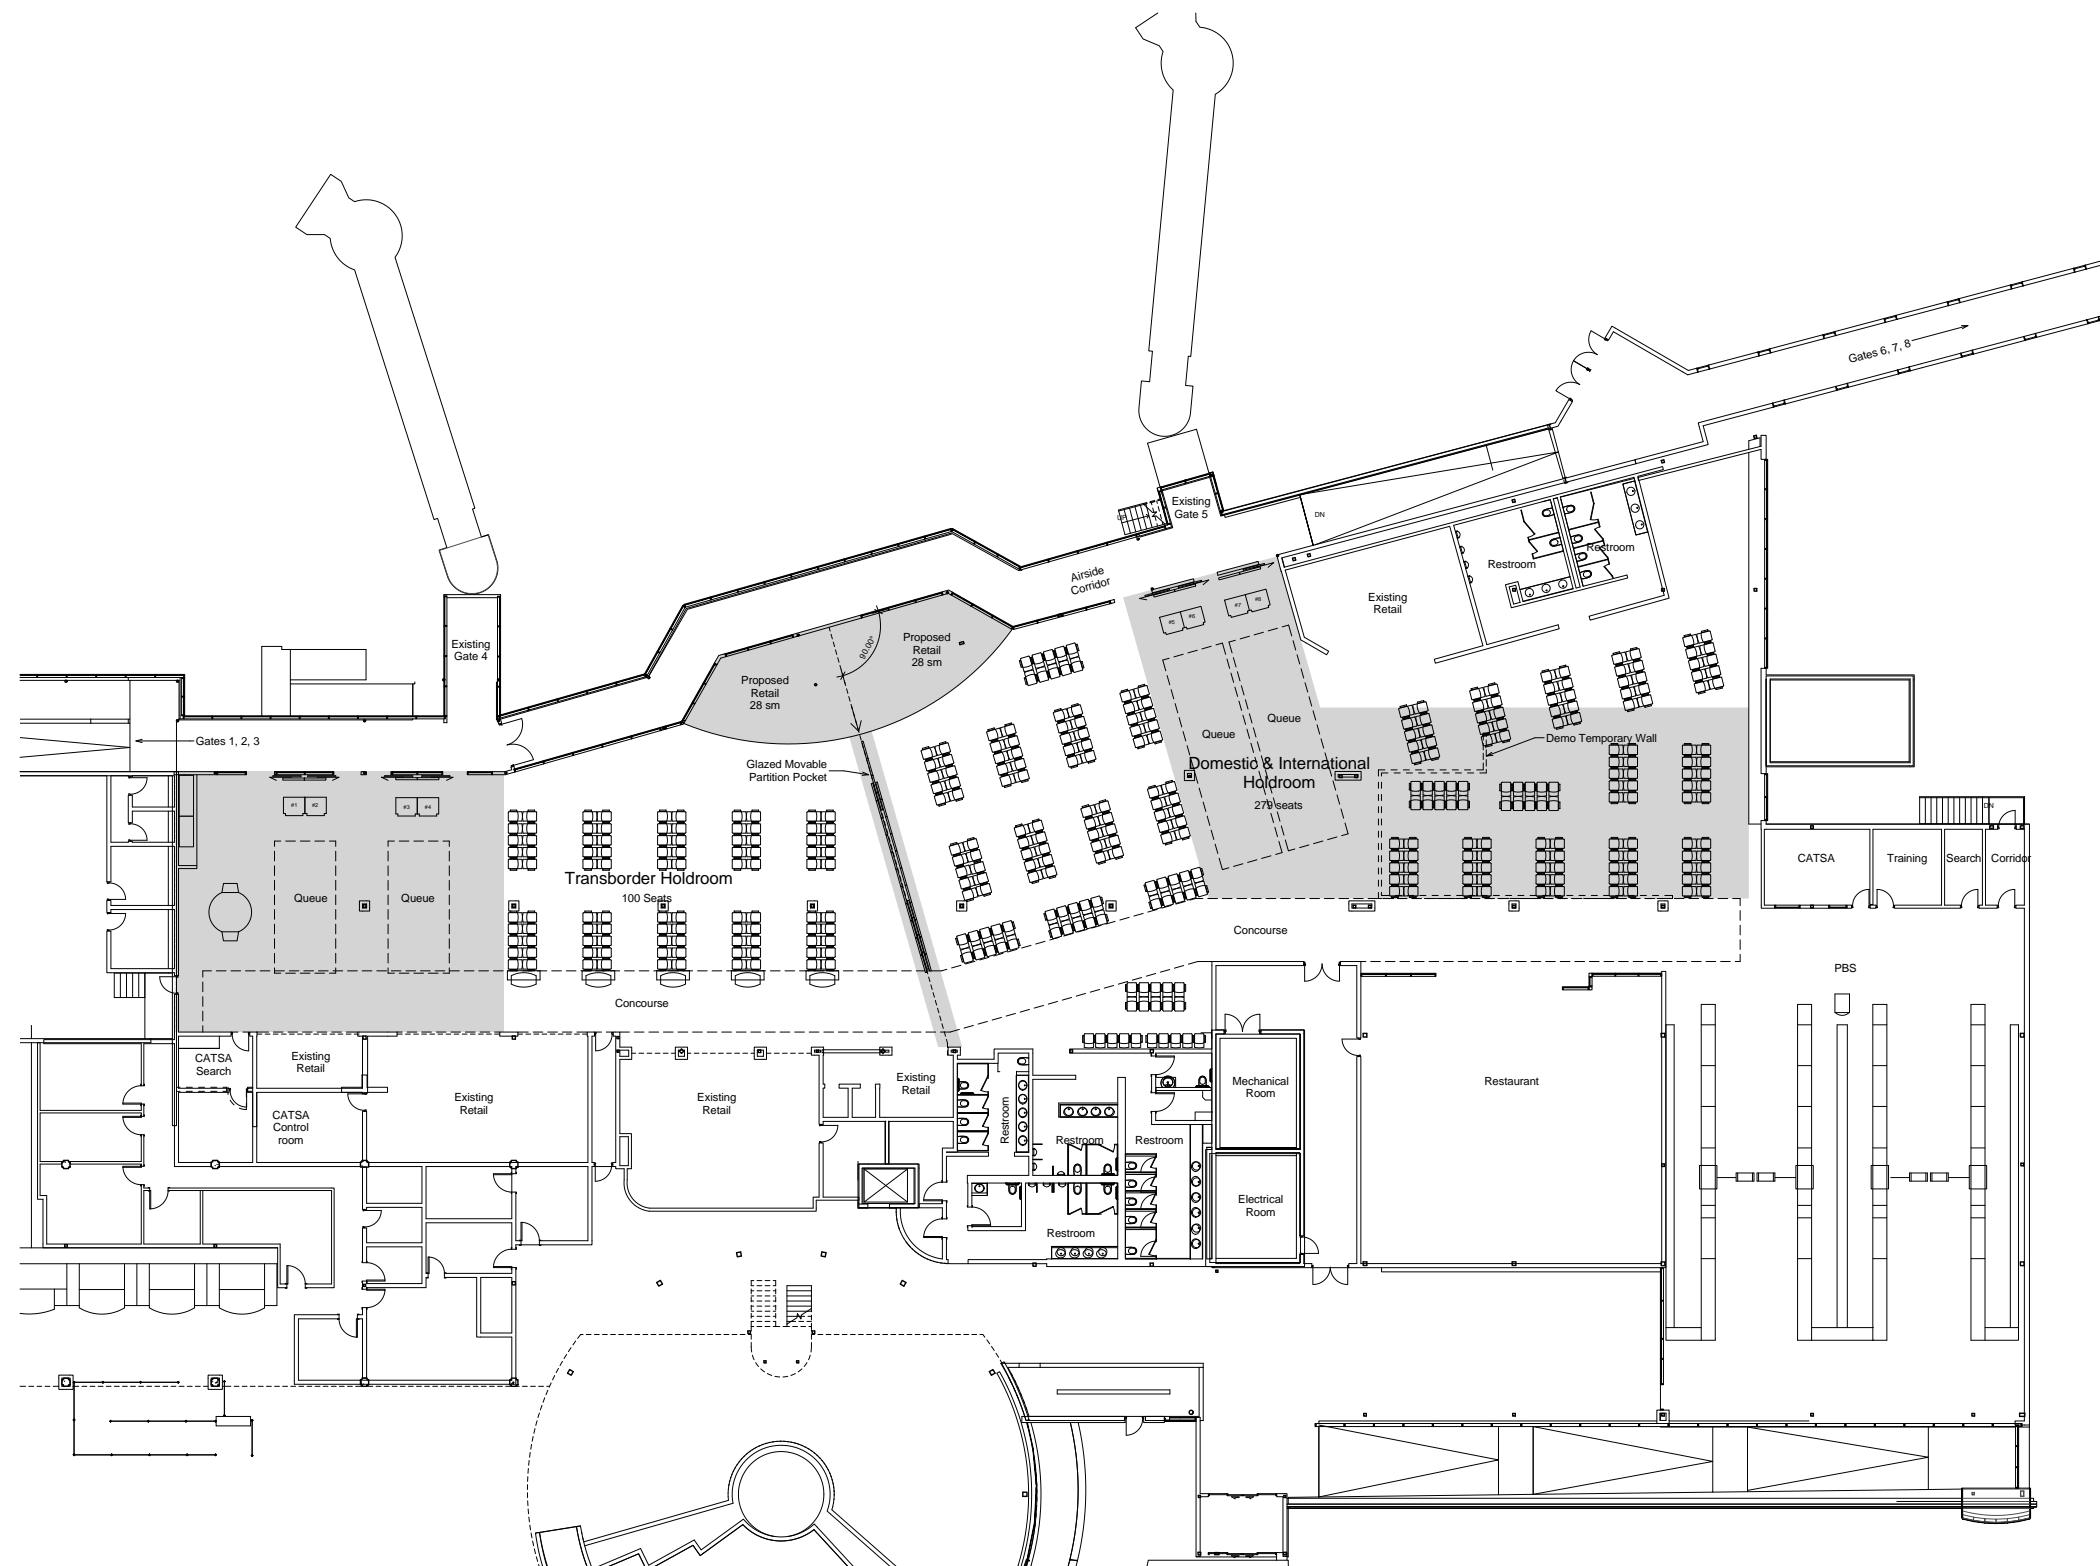 Gates 6, 7, 8
Existing
Gate 5
UP
DN
Restroom
Restroom
Airside
Corridor
Existing
Retail
#5
#6
#7
#8
Existing
Gate 4
90.00°
Proposed
Retail
28 sm
Proposed
Retail
28 sm
Gates 1, 2, 3
Queue
Queue
Demo Temporary Wall
Glazed Movable
Partition Pocket
Domestic & International
Holdroom
279 seats
#1
#2
#3
#4
DN
CATSA
Training
Search
Corridor
Transborder Holdroom
100 Seats
Queue
Queue
Concourse
PBS
Concourse
CATSA
Search
Existing
Retail
Existing
Retail
Existing
Retail
Existing
Retail
CATSA
Control
room
Restroom
Restroom
Restroom
Restroom
Mechanical
Room
Restaurant
Electrical
Room